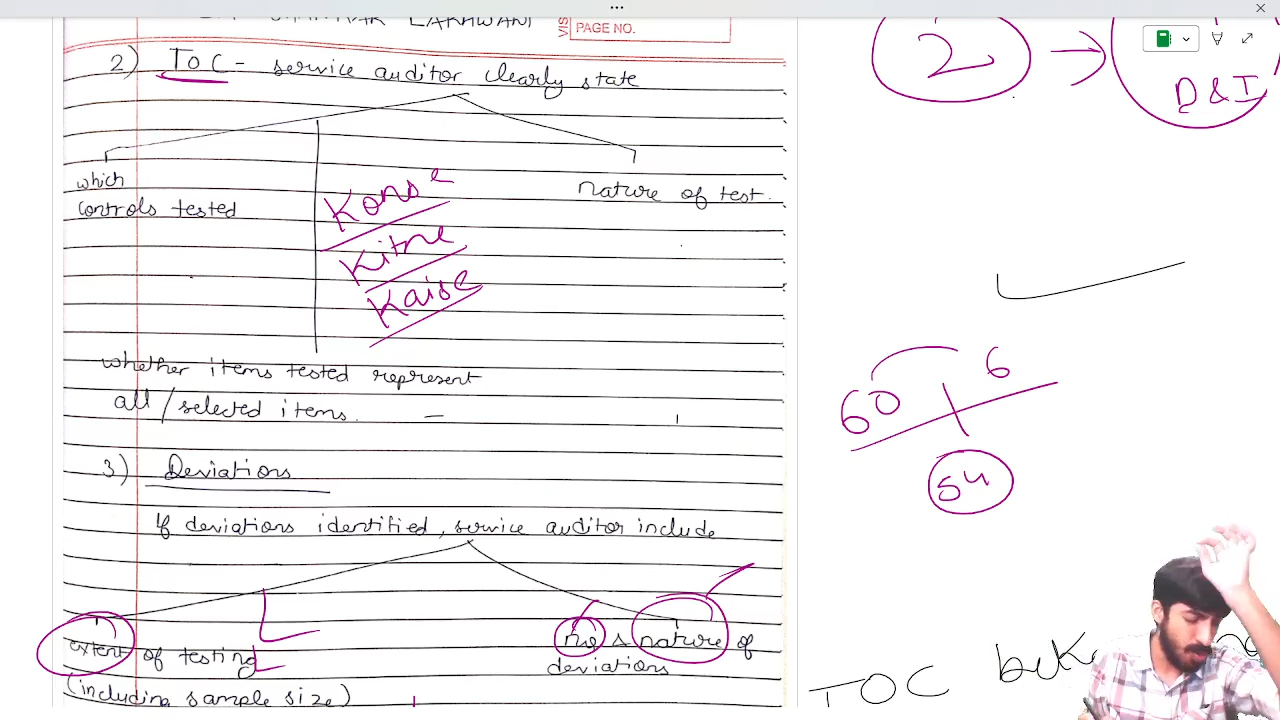 PAGE NO.
2) TOC - service auditor clearly state
which
controls tested
nature of test.
Kono
Kitne
Kaise
whether items tested represent
all / selected items.
3) Deviations
If deviations identified, service auditor include
extent of testing
(including sample size)
no & nature of
deviations
2
D & I
60
6
54
TOC